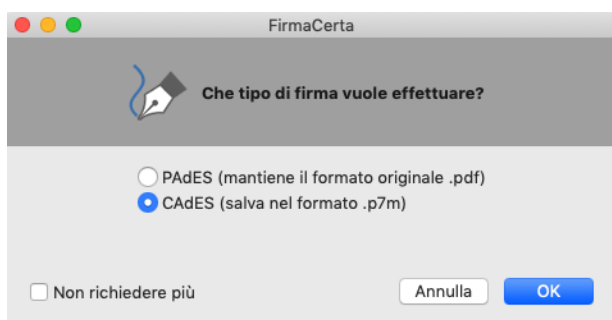 FirmaCerta
Che tipo di firma vuole effettuare?
PAdES (mantiene il formato originale .pdf)
CAdES (salva nel formato .p7m)
Non richiedere più
Annulla
OK